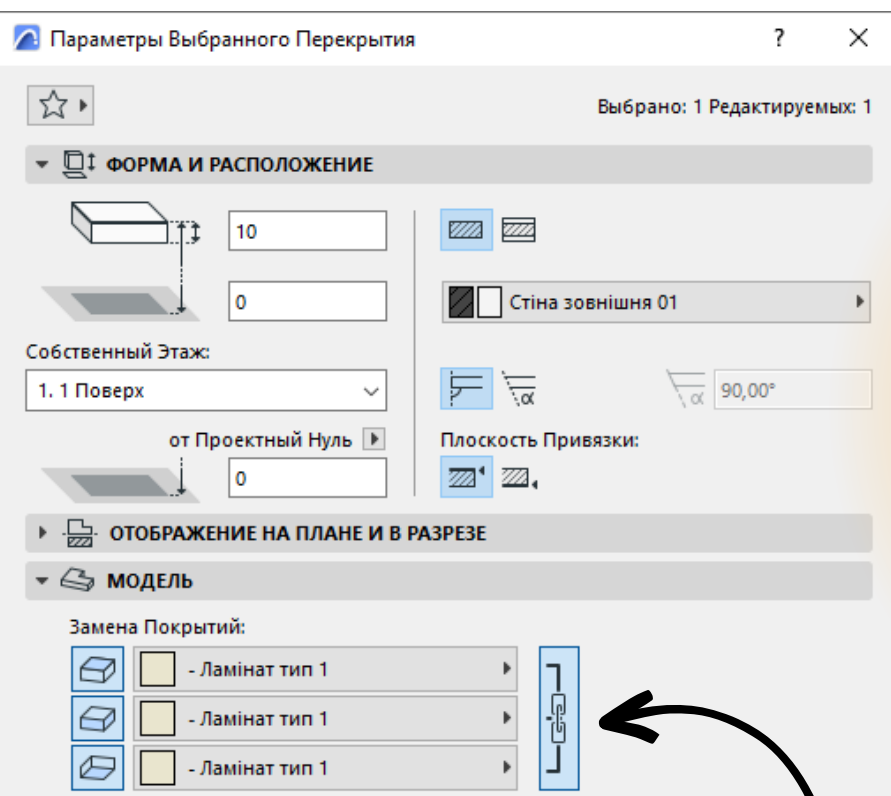 Параметры Выбранного Перекрытия ?
Выбрано: 1 Редактируемых: 1
ФОРМА И РАСПОЛОЖЕНИЕ
10
0
Стіна зовнішня 01
Собственный Этаж:
1. 1 Поверх
α
α 90,00°
от Проектный Нуль
Плоскость Привязки:
0
ОТОБРАЖЕНИЕ НА ПЛАНЕ И В РАЗРЕЗЕ
МОДЕЛЬ
Замена Покрытий:
- Ламінат тип 1
- Ламінат тип 1
- Ламінат тип 1